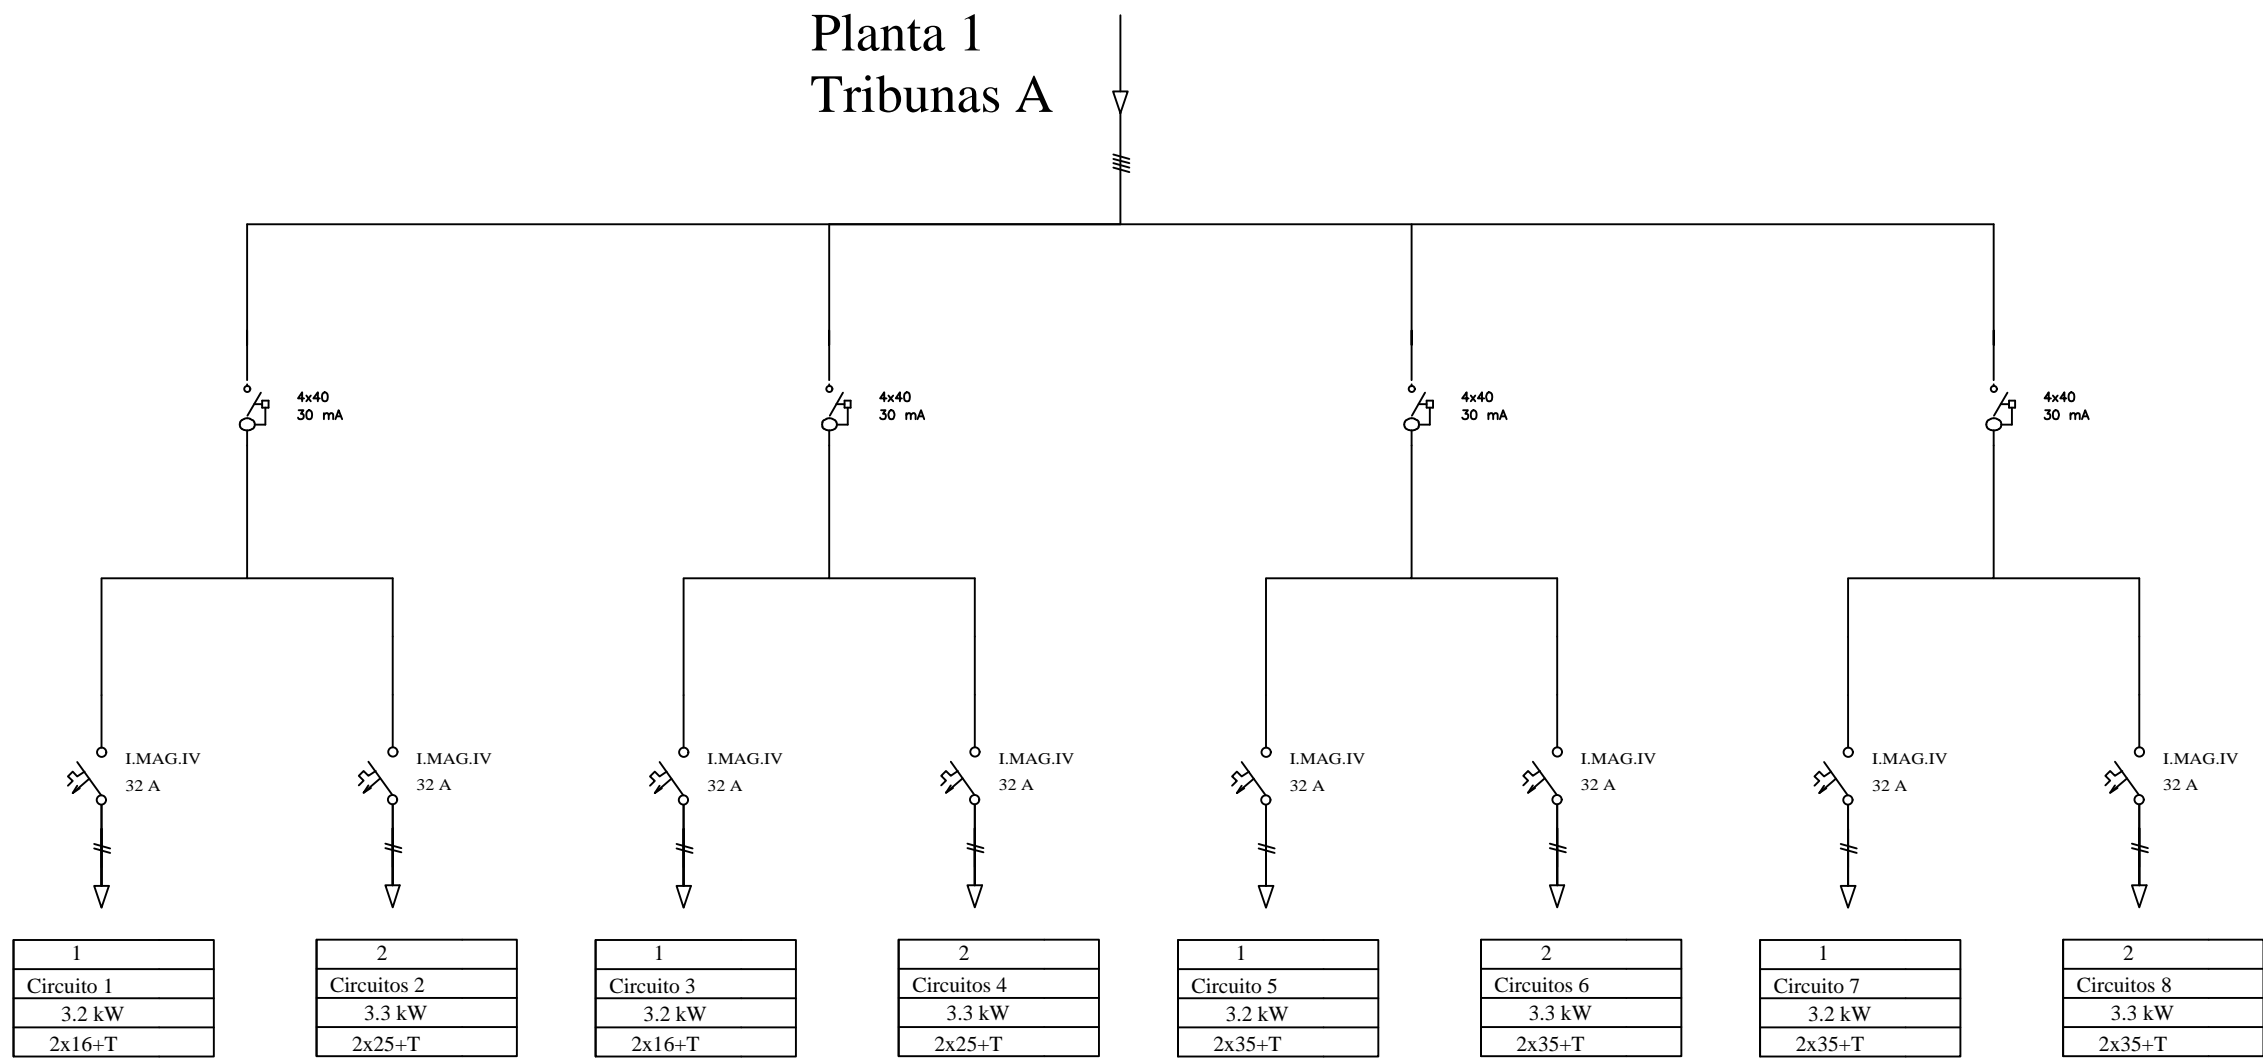 Planta 1
Tribunas A
4x40
30 mA
4x40
30 mA
4x40
30 mA
4x40
30 mA
I.MAG.IV
32 A
I.MAG.IV
32 A
I.MAG.IV
32 A
I.MAG.IV
32 A
I.MAG.IV
32 A
I.MAG.IV
32 A
I.MAG.IV
32 A
I.MAG.IV
32 A
1
Circuito 1
3.2 kW
2x16+T
2
Circuitos 2
3.3 kW
2x25+T
1
Circuito 3
3.2 kW
2x16+T
2
Circuitos 4
3.3 kW
2x25+T
1
Circuito 5
3.2 kW
2x35+T
2
Circuitos 6
3.3 kW
2x35+T
1
Circuito 7
3.2 kW
2x35+T
2
Circuitos 8
3.3 kW
2x35+T